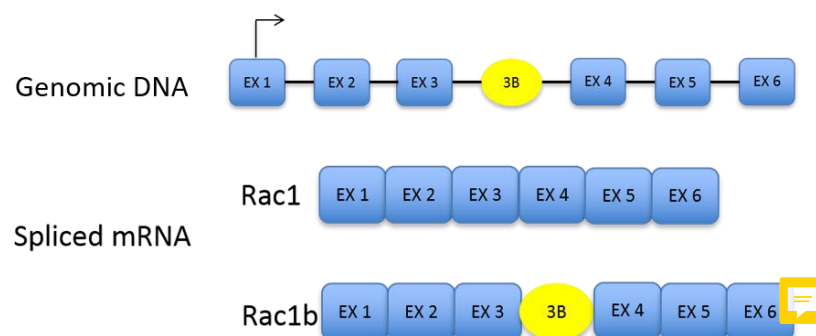 Genomic DNA EX 1 EX 2 EX 3 3B EX 4 EX 5 EX 6
Rac1 EX 1 EX 2 EX 3 EX 4 EX 5 EX 6
Spliced mRNA
Rac1b EX 1 EX 2 EX 3 3B EX 4 EX 5 EX 6